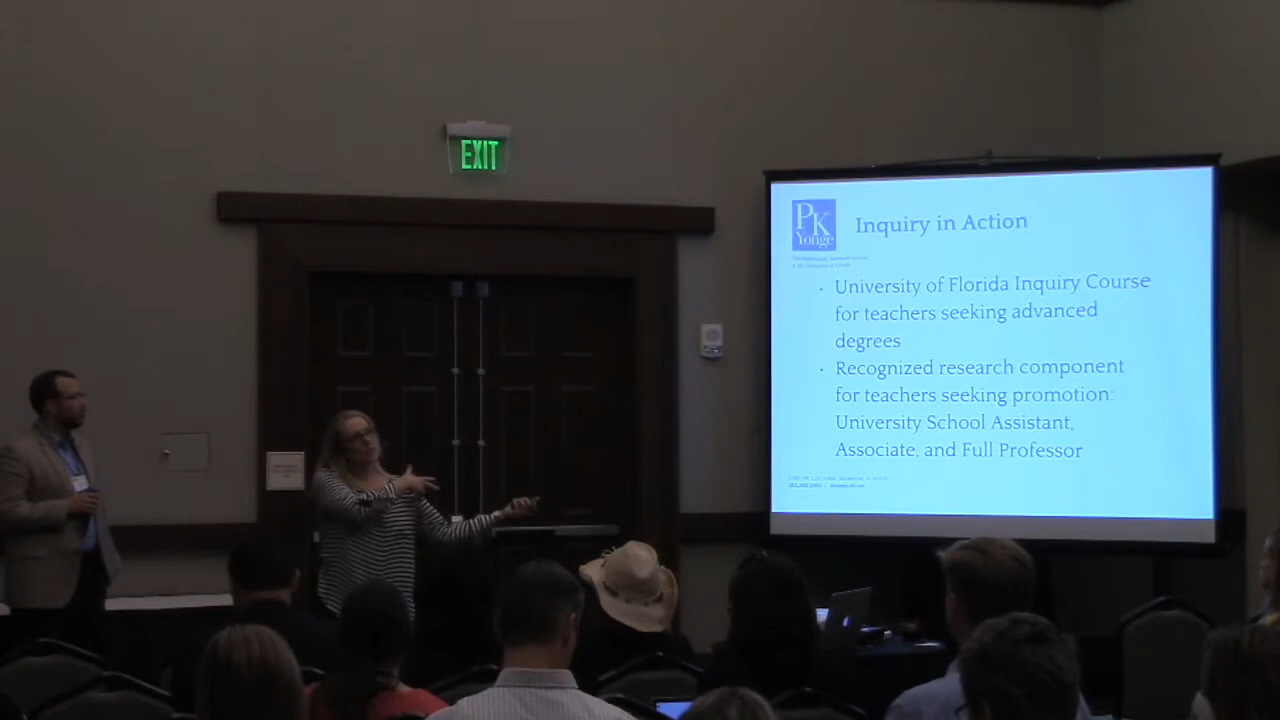 EXIT
PK
Yonge
Inquiry in Action
· University of Florida Inquiry Course
for teachers seeking advanced
degrees
· Recognized research component
for teachers seeking promotion:
University School Assistant,
Associate, and Full Professor